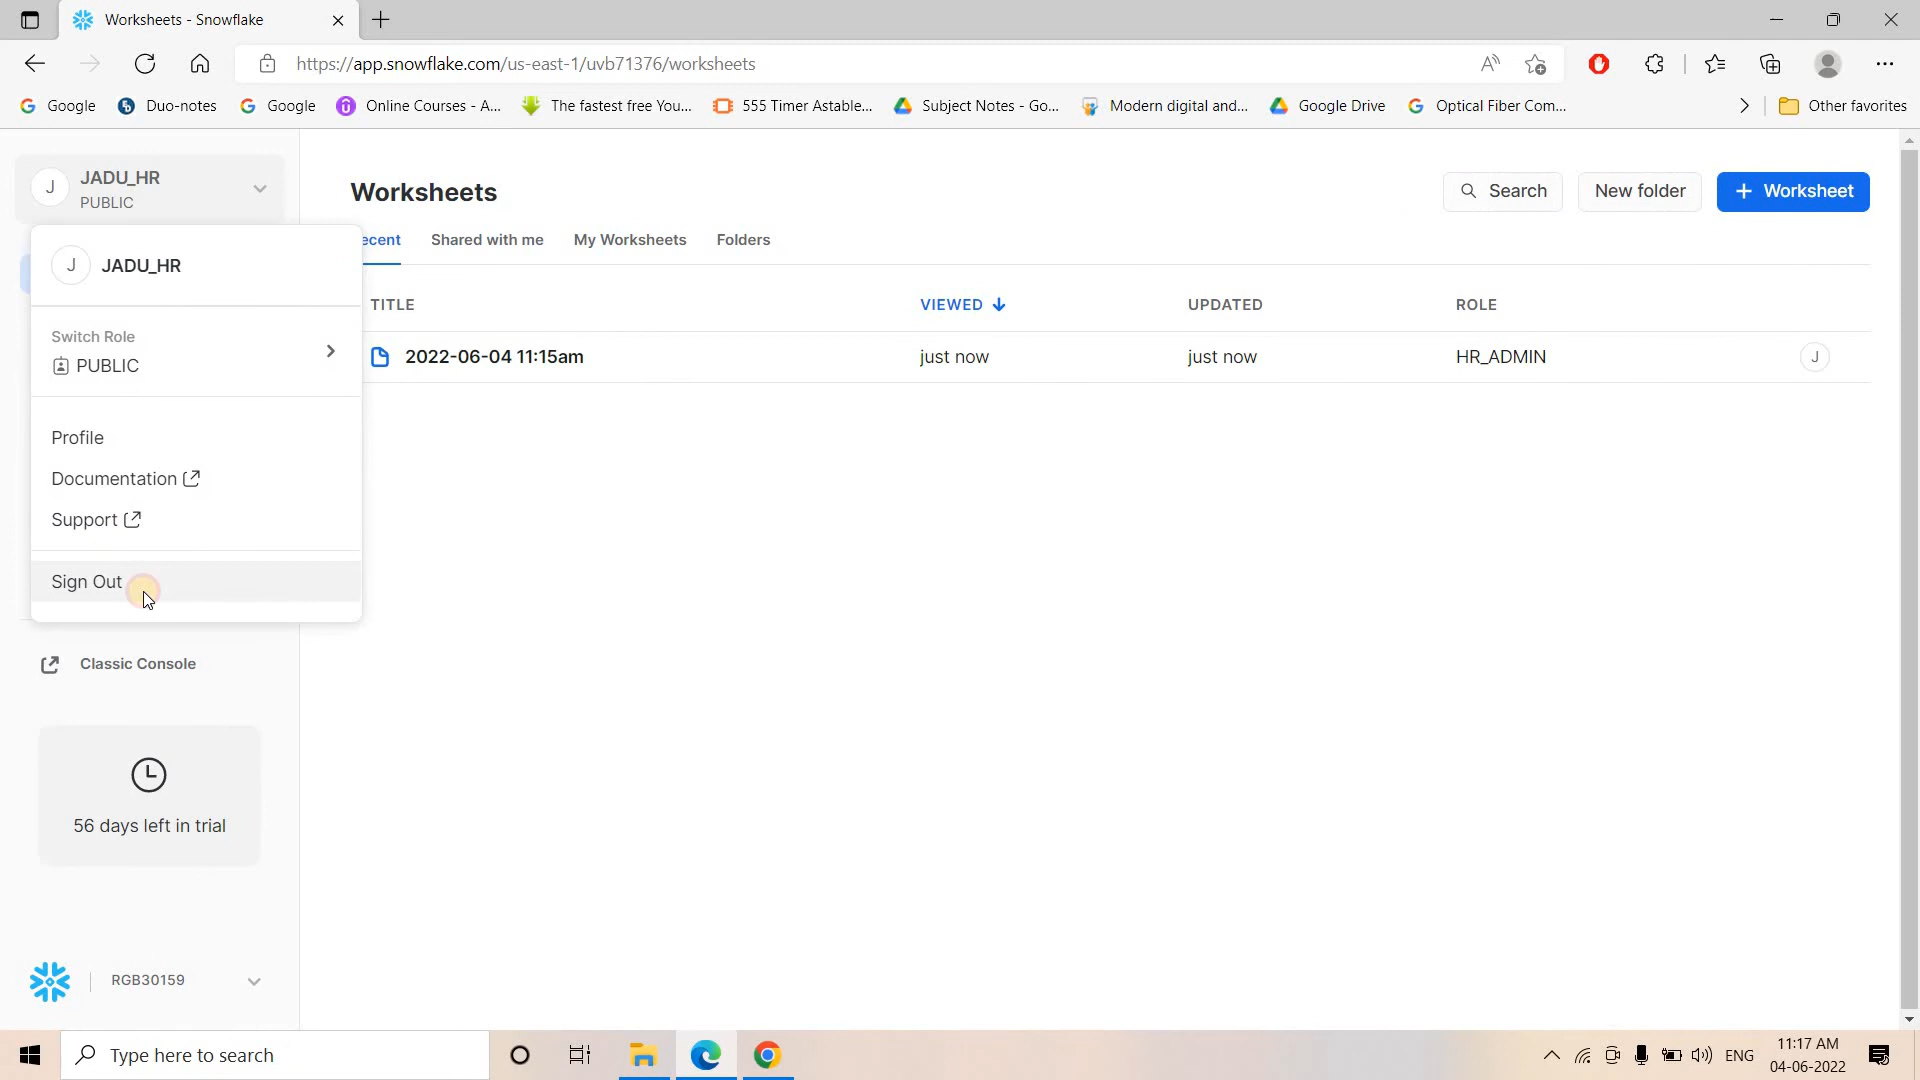 Worksheets - Snowflake
https://app.snowflake.com/us-east-1/uvb71376/worksheets
Google
Duo-notes
Google
Online Courses - A...
The fastest free You...
555 Timer Astable...
Subject Notes - Go...
Modern digital and...
Google Drive
Optical Fiber Com...
Other favorites
J
JADU_HR
PUBLIC
Worksheets
Search
New folder
+ Worksheet
ecent
Shared with me
My Worksheets
Folders
J
JADU_HR
TITLE
VIEWED
UPDATED
ROLE
Switch Role
PUBLIC
2022-06-04 11:15am
just now
just now
HR_ADMIN
J
Profile
Documentation
Support
Sign Out
Classic Console
56 days left in trial
RGB30159
Type here to search
ENG
11:17 AM
04-06-2022